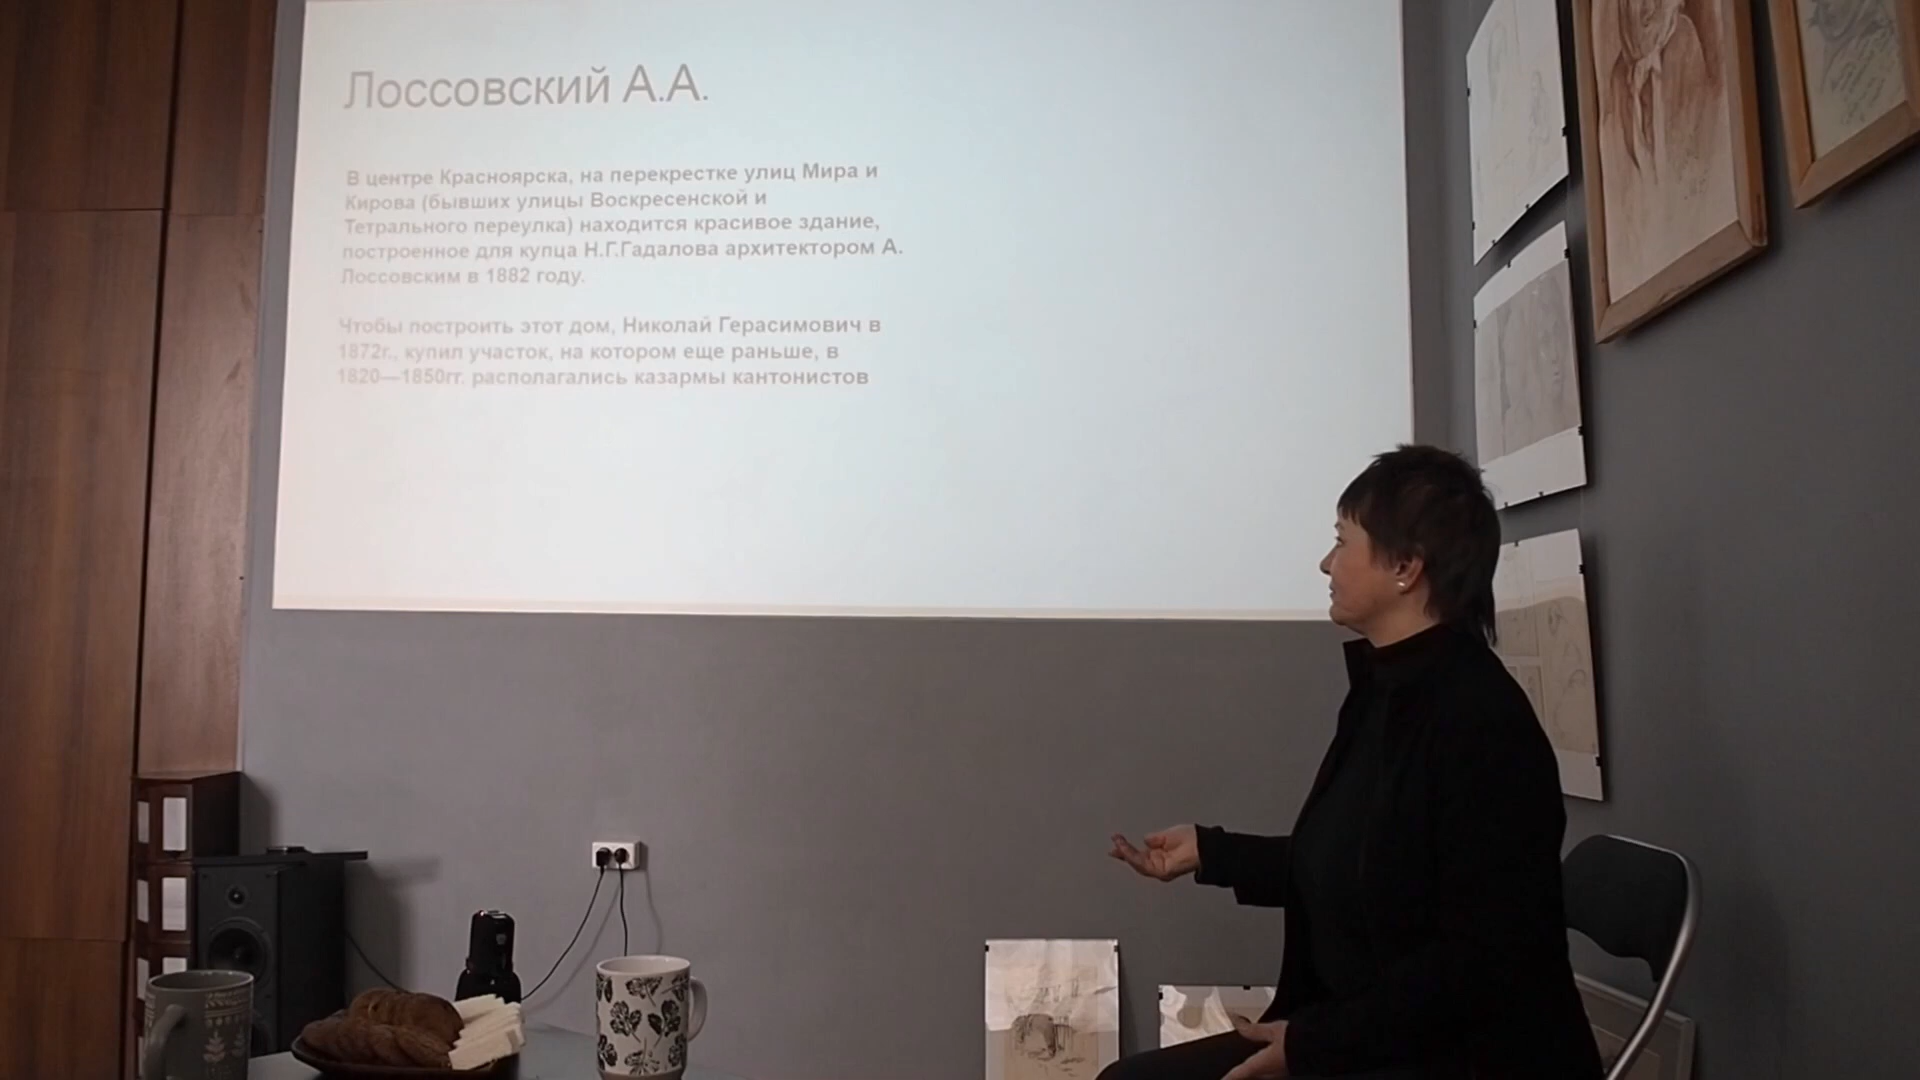 Лоссовский А.А.
В центре Красноярска, на перекрестке улиц Мира и
Кирова (бывших улицы Воскресенской и
Тетрального переулка) находится красивое здание,
построенное для купца Н.Г.Гадалова архитектором А.
Лоссовским в 1882 году.
Чтобы построить этот дом, Николай Герасимович в
1872г., купил участок, на котором еще раньше, в
1820—1850гг. располагались казармы кантонистов